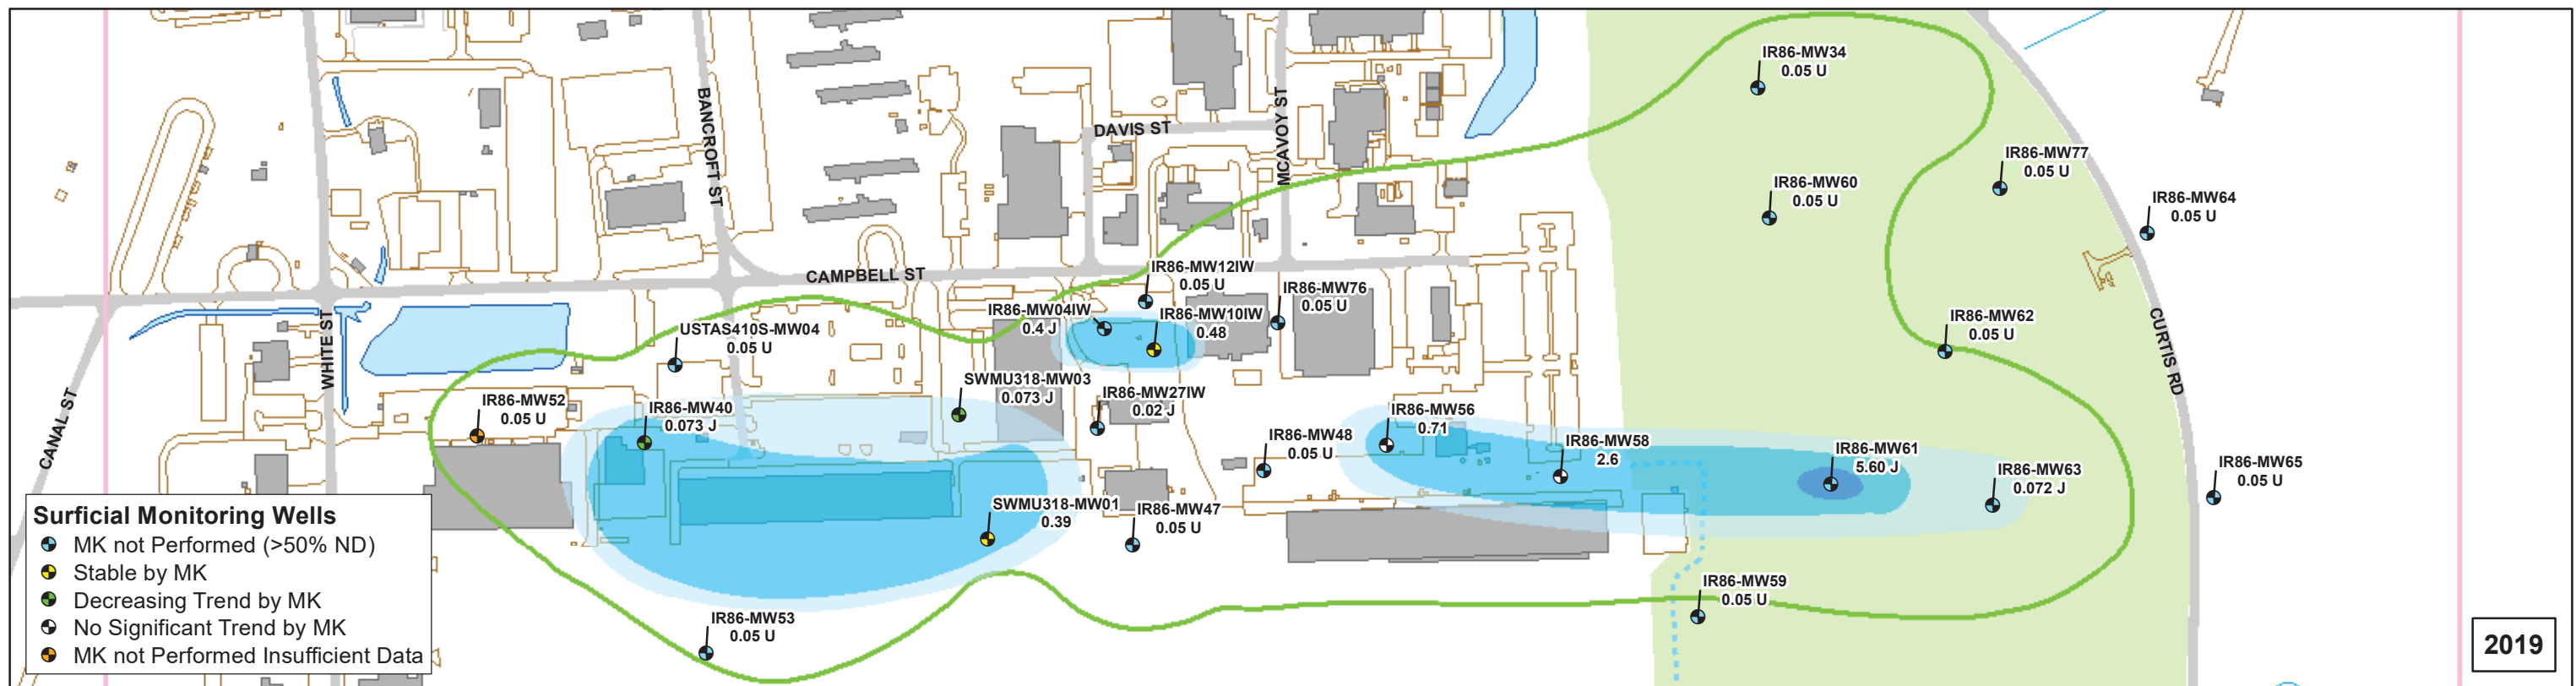 IR86-MW34
0.05 U
BANCROFT ST
DAVIS ST
MCAVOY ST
IR86-MW77
0.05 U
IR86-MW60
0.05 U
IR86-MW64
0.05 U
CAMPBELL ST
IR86-MW12IW
0.05 U
IR86-MW76
0.05 U
IR86-MW04IW
0.4 J
IR86-MW10IW
0.48
IR86-MW62
0.05 U
CURTIS RD
WHITE ST
USTAS410S-MW04
0.05 U
CANAL ST
SWMU318-MW03
0.073 J
IR86-MW27IW
0.02 J
IR86-MW52
0.05 U
IR86-MW40
0.073 J
IR86-MW56
0.71
IR86-MW48
0.05 U
IR86-MW58
2.6
IR86-MW61
5.60 J
IR86-MW63
0.072 J
IR86-MW65
0.05 U
SWMU318-MW01
0.39
IR86-MW47
0.05 U
IR86-MW59
0.05 U
IR86-MW53
0.05 U
Surficial Monitoring Wells
MK not Performed (>50% ND)
Stable by MK
Decreasing Trend by MK
No Significant Trend by MK
MK not Performed Insufficient Data
2019